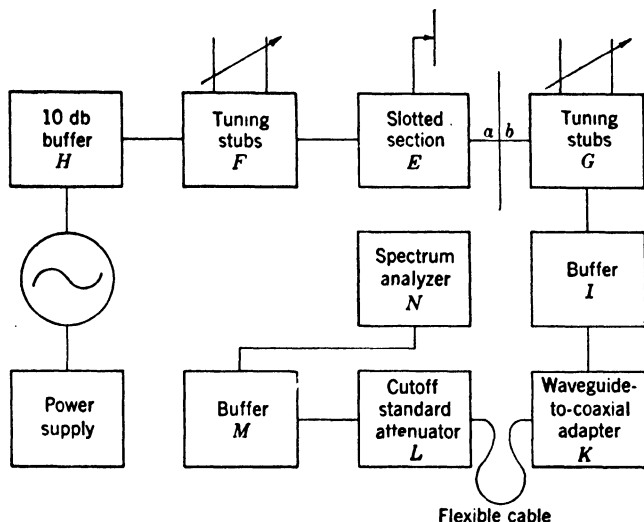 10 db
buffer
H
Tuning
stubs
F
Slotted
section
E
a b
Tuning
stubs
G
Spectrum
analyzer
N
Buffer
I
Power
supply
Buffer
M
Cutoff
standard
attenuator
L
Waveguide-
to-coaxial
adapter
K
Flexible cable